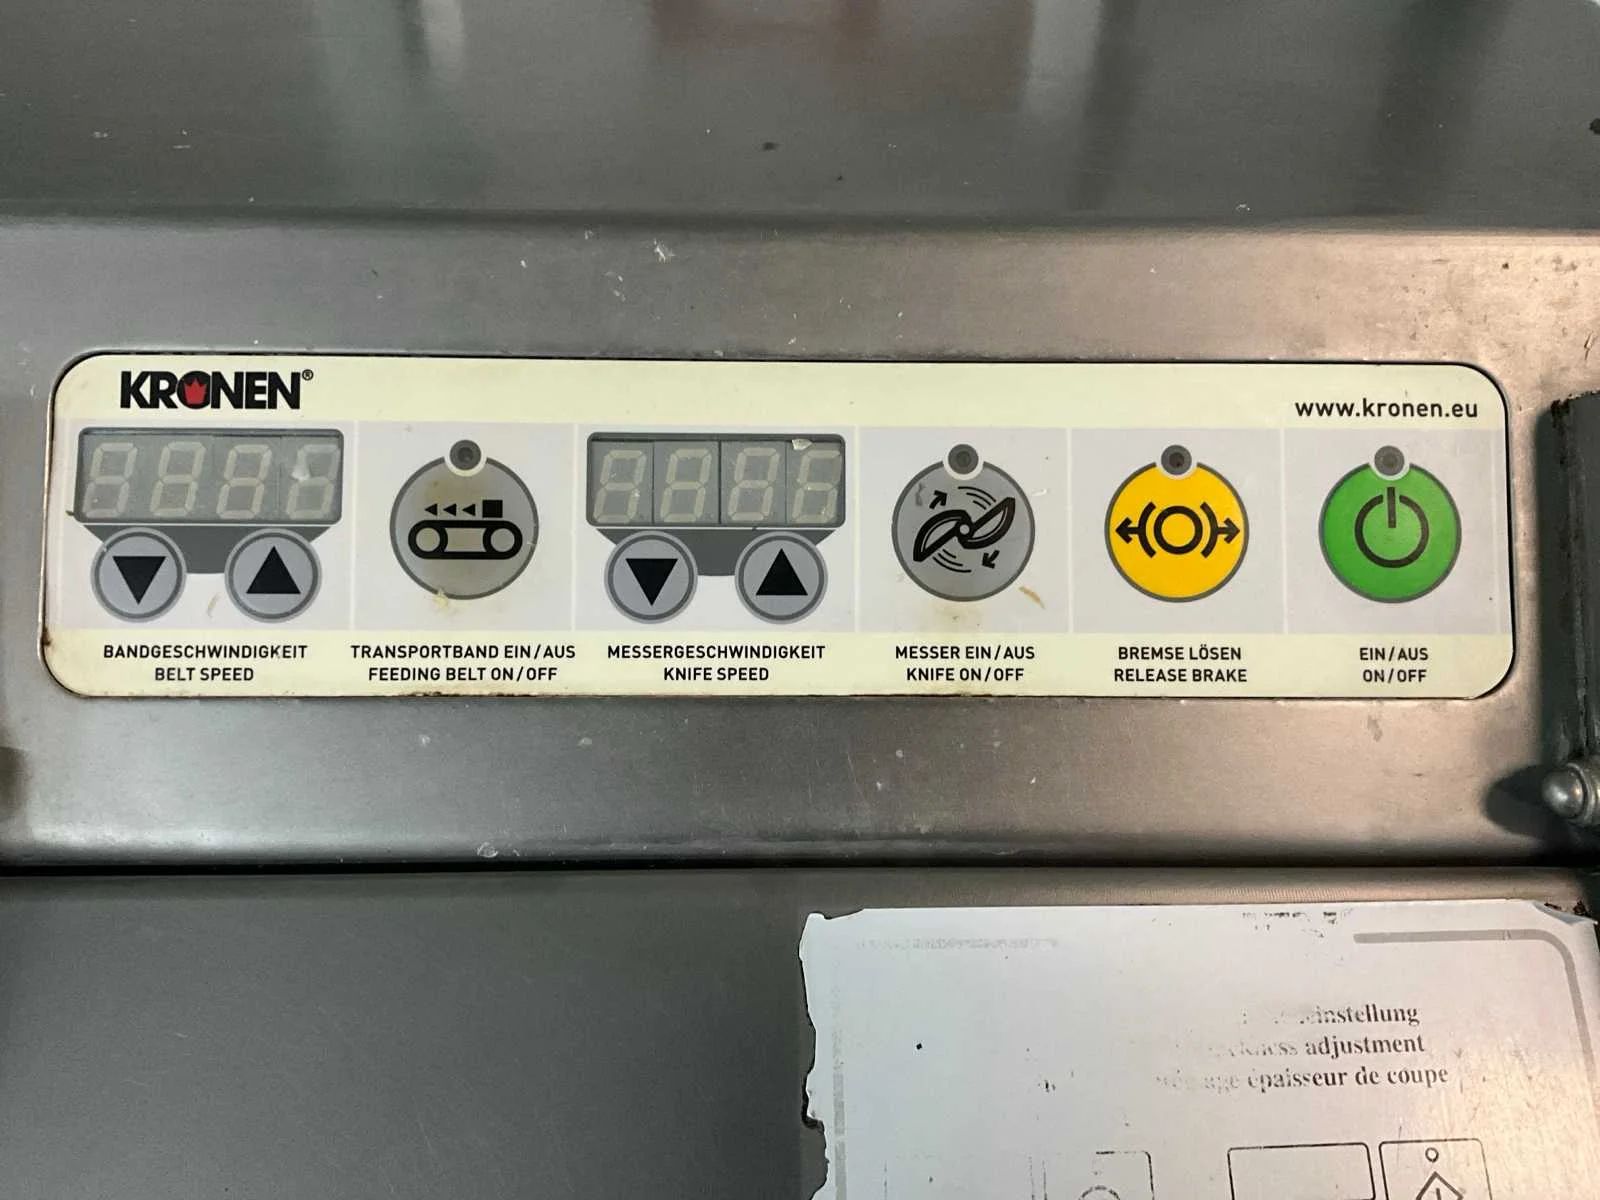 KRONEN®
www.kronen.eu
BANDGESCHWINDIGKEIT
BELT SPEED
TRANSPORTBAND EIN/AUS
FEEDING BELT ON/OFF
MESSERGESCHWINDIGKEIT
KNIFE SPEED
MESSER EIN/AUS
KNIFE ON/OFF
BREMSE LÖSEN
RELEASE BRAKE
EIN/AUS
ON/OFF
adjustment
épaisseur de coupe